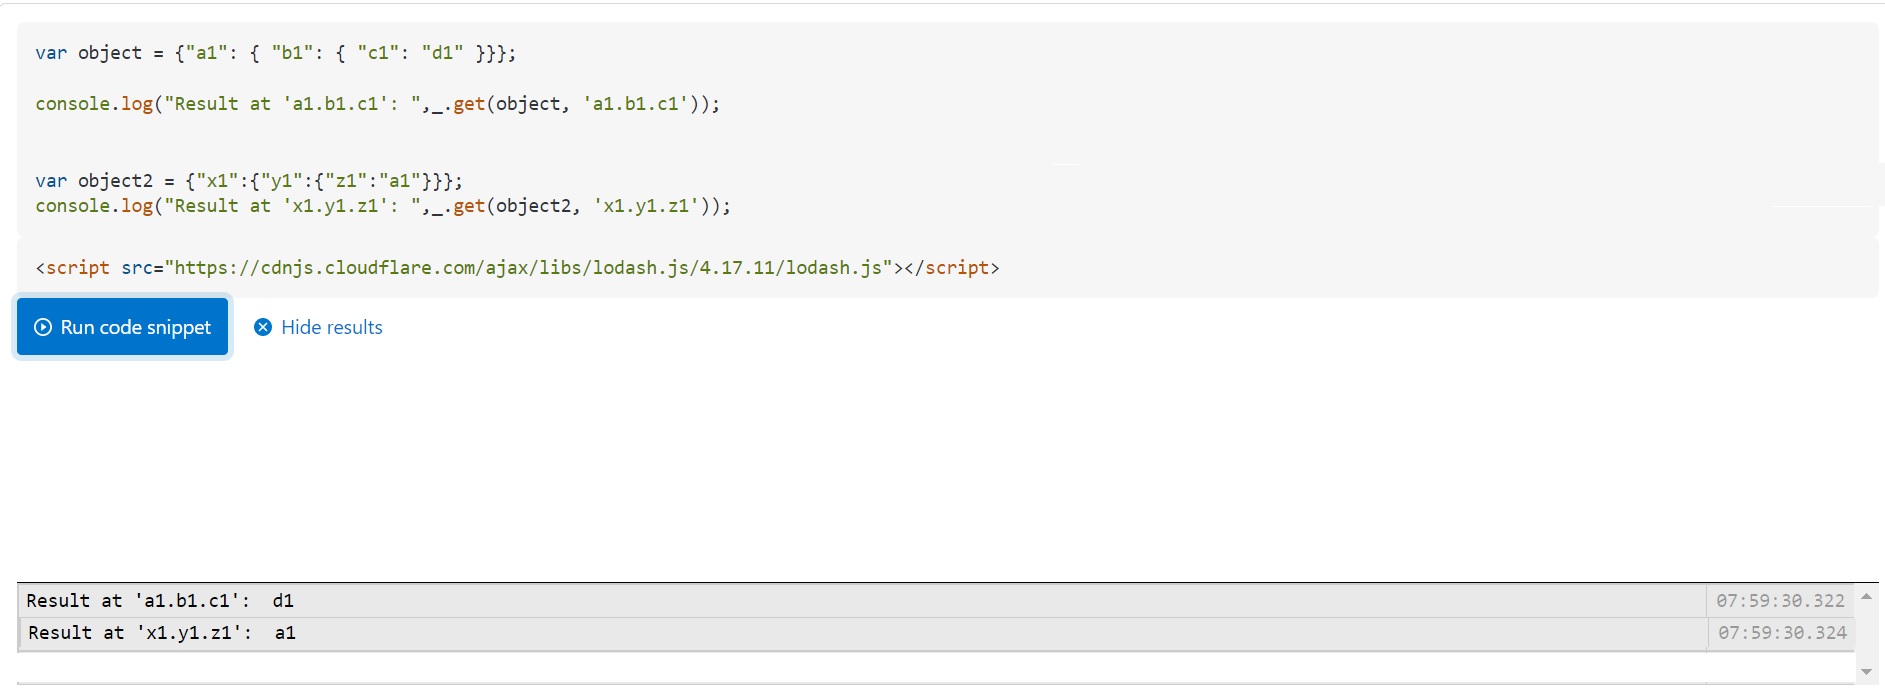 var object = {"a1": { "b1": { "c1": "d1" }}};
console.log("Result at 'a1.b1.c1': ",_.get(object, 'a1.b1.c1'));
var object2 = {"x1":{"y1":{"z1":"a1"}}};
console.log("Result at 'x1.y1.z1': ",_.get(object2, 'x1.y1.z1'));
<script src="https://cdnjs.cloudflare.com/ajax/libs/lodash.js/4.17.11/lodash.js"></script>
Run code snippet Hide results
Result at 'a1.b1.c1':  d1 07:59:30.322
Result at 'x1.y1.z1':  a1 07:59:30.324